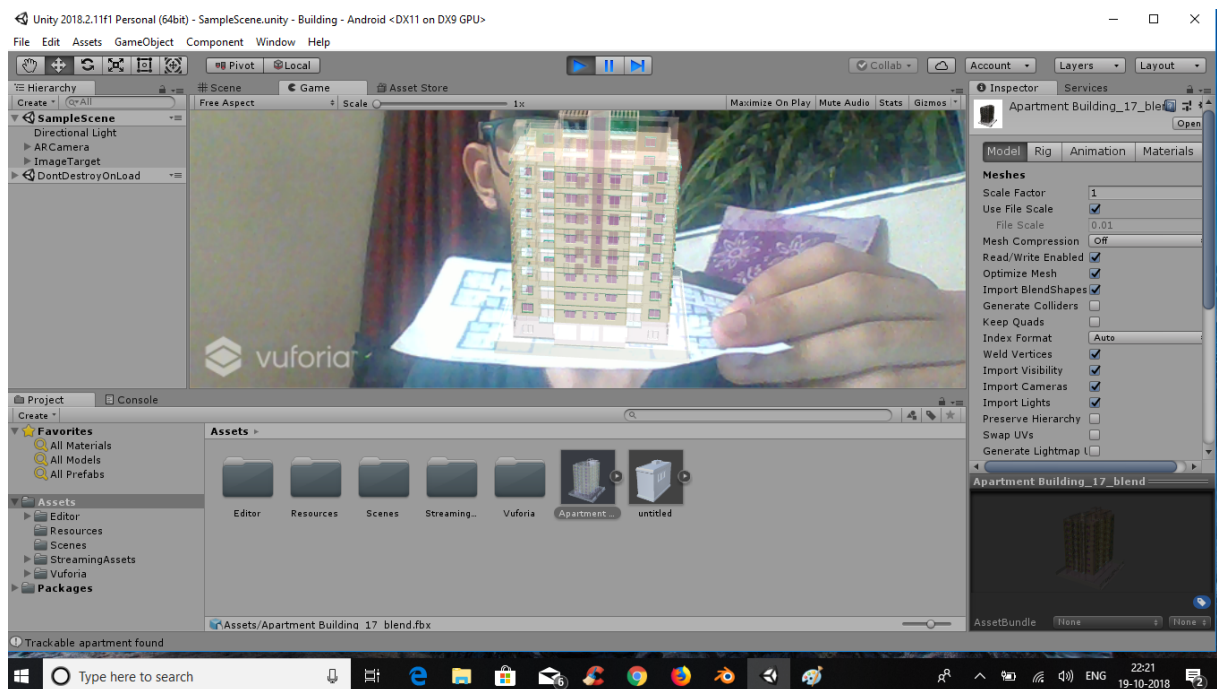 Unity 2018.2.11f1 Personal (64bit) - SampleScene.unity - Building - Android <DX11 on DX9 GPU>
File Edit Assets GameObject Component Window Help
Pivot Local Collab Account Layers Layout
Hierarchy Scene Game Asset Store Inspector Services
Create All Free Aspect Scale 1x Maximize On Play Mute Audio Stats Gizmos
Apartment Building_17_ble
Open
SampleScene
Directional Light
ARCamera
ImageTarget
DontDestroyOnLoad
vuforia
Model Rig Animation Materials
Meshes
Scale Factor 1
Use File Scale
File Scale 0.01
Mesh Compression Off
Read/Write Enabled
Optimize Mesh
Import BlendShapes
Generate Colliders
Keep Quads
Index Format Auto
Weld Vertices
Import Visibility
Import Cameras
Import Lights
Preserve Hierarchy
Swap UVs
Generate Lightmap
Project Console
Create
Favorites
All Materials
All Models
All Prefabs
Assets
Editor
Resources
Scenes
StreamingAssets
Vuforia
Packages
Assets
Editor Resources Scenes Streaming... Vuforia Apartment ... untitled
Assets/Apartment Building_17_blend.fbx
Apartment Building_17_blend
AssetBundle None None
Trackable apartment found
Type here to search
6
ENG
22:21
19-10-2018
2